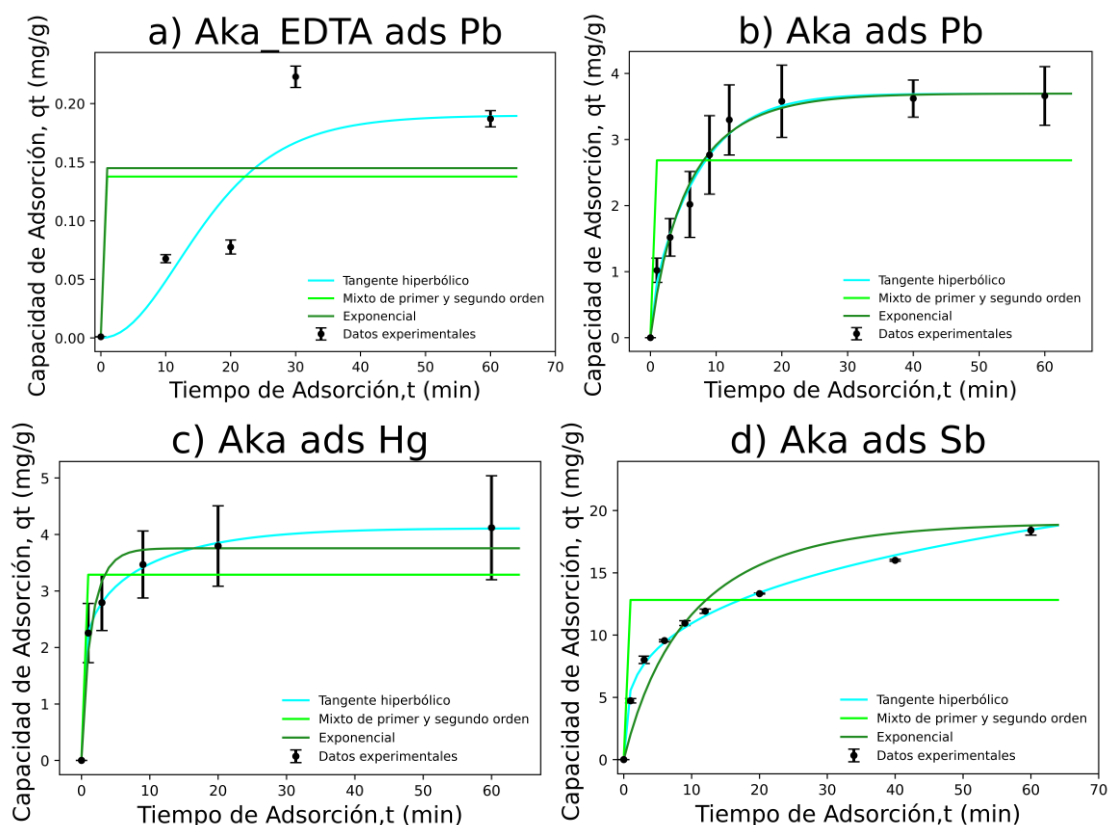 a) Aka_EDTA ads Pb
Capacidad de Adsorción, qt (mg/g)
0.20
0.15
0.10
0.05
0.00
Tangente hiperbólico
Mixto de primer y segundo orden
Exponencial
Datos experimentales
0 10 20 30 40 50 60 70
Tiempo de Adsorción,t (min)
b) Aka ads Pb
Capacidad de Adsorción, qt (mg/g)
4
3
2
1
0
Tangente hiperbólico
Mixto de primer y segundo orden
Exponencial
Datos experimentales
0 10 20 30 40 50 60
Tiempo de Adsorción,t (min)
c) Aka ads Hg
Capacidad de Adsorción, qt (mg/g)
5
4
3
2
1
0
Tangente hiperbólico
Mixto de primer y segundo orden
Exponencial
Datos experimentales
0 10 20 30 40 50 60
Tiempo de Adsorción,t (min)
d) Aka ads Sb
Capacidad de Adsorción, qt (mg/g)
20
15
10
5
0
Tangente hiperbólico
Mixto de primer y segundo orden
Exponencial
Datos experimentales
0 10 20 30 40 50 60 70
Tiempo de Adsorción,t (min)